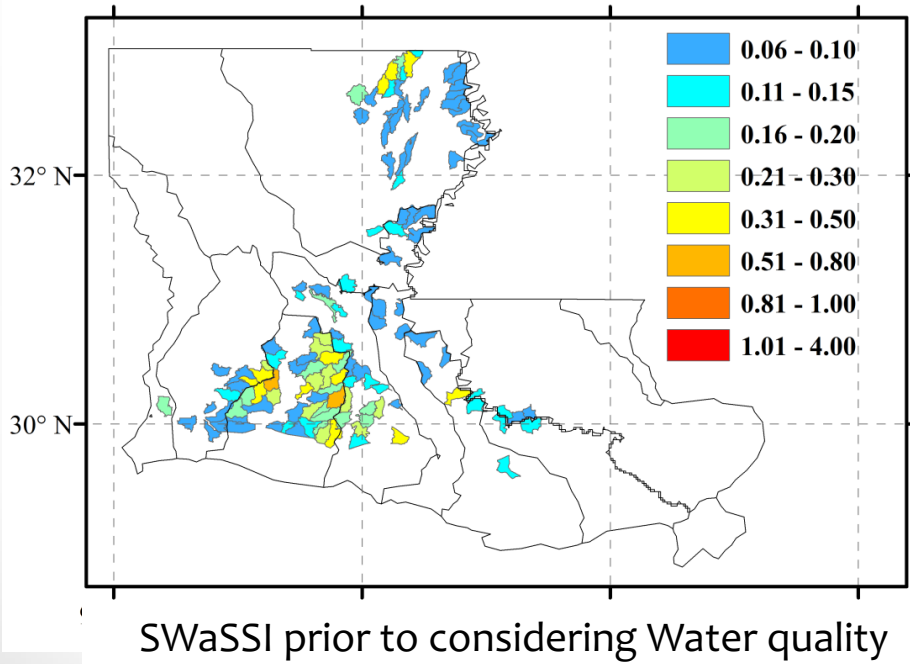 0.06 - 0.10
0.11 - 0.15
0.16 - 0.20
0.21 - 0.30
0.31 - 0.50
0.51 - 0.80
0.81 - 1.00
1.01 - 4.00
32° N
30° N
SWaSSI prior to considering Water quality